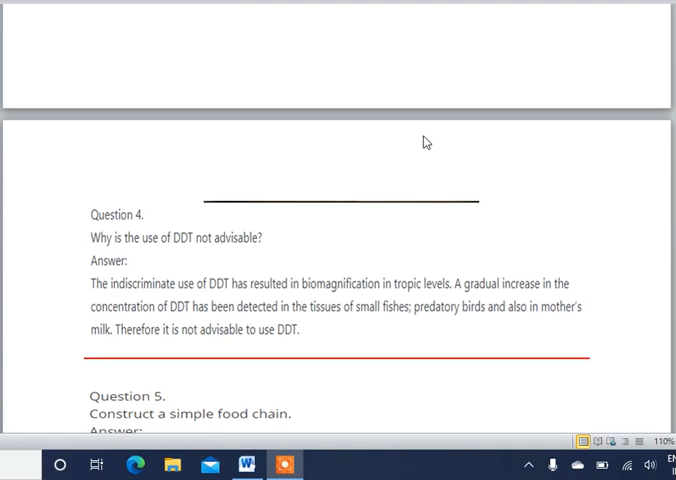 Question 4.
Why is the use of DDT not advisable?
Answer:
The indiscriminate use of DDT has resulted in biomagnification in tropic levels. A gradual increase in the
concentration of DDT has been detected in the tissues of small fishes; predatory birds and also in mother's
milk. Therefore it is not advisable to use DDT.
Question 5.
Construct a simple food chain.
Answer:
110%